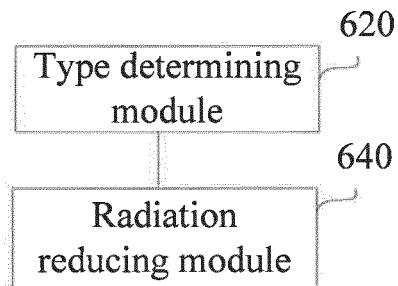 620
Type determining
module
640
Radiation
reducing module